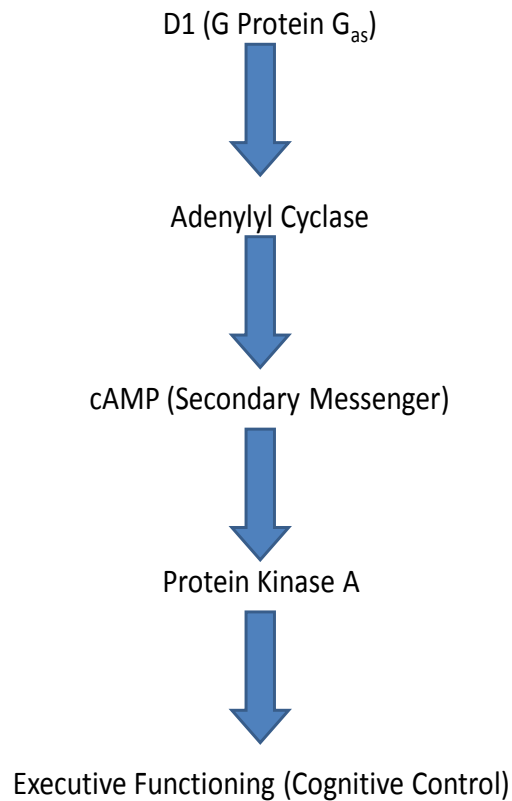 D1 (G Protein Gas)
Adenylyl Cyclase
cAMP (Secondary Messenger)
Protein Kinase A
Executive Functioning (Cognitive Control)